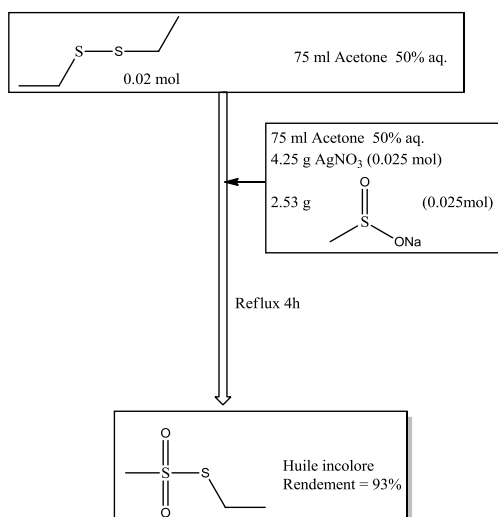 S S
75 ml Acetone 50% aq.
0.02 mol
75 ml Acetone 50% aq.
4.25 g AgNO₃ (0.025 mol)
O
2.53 g (0.025mol)
S
ONa
Reflux 4h
O
S S
O
Huile incolore
Rendement = 93%